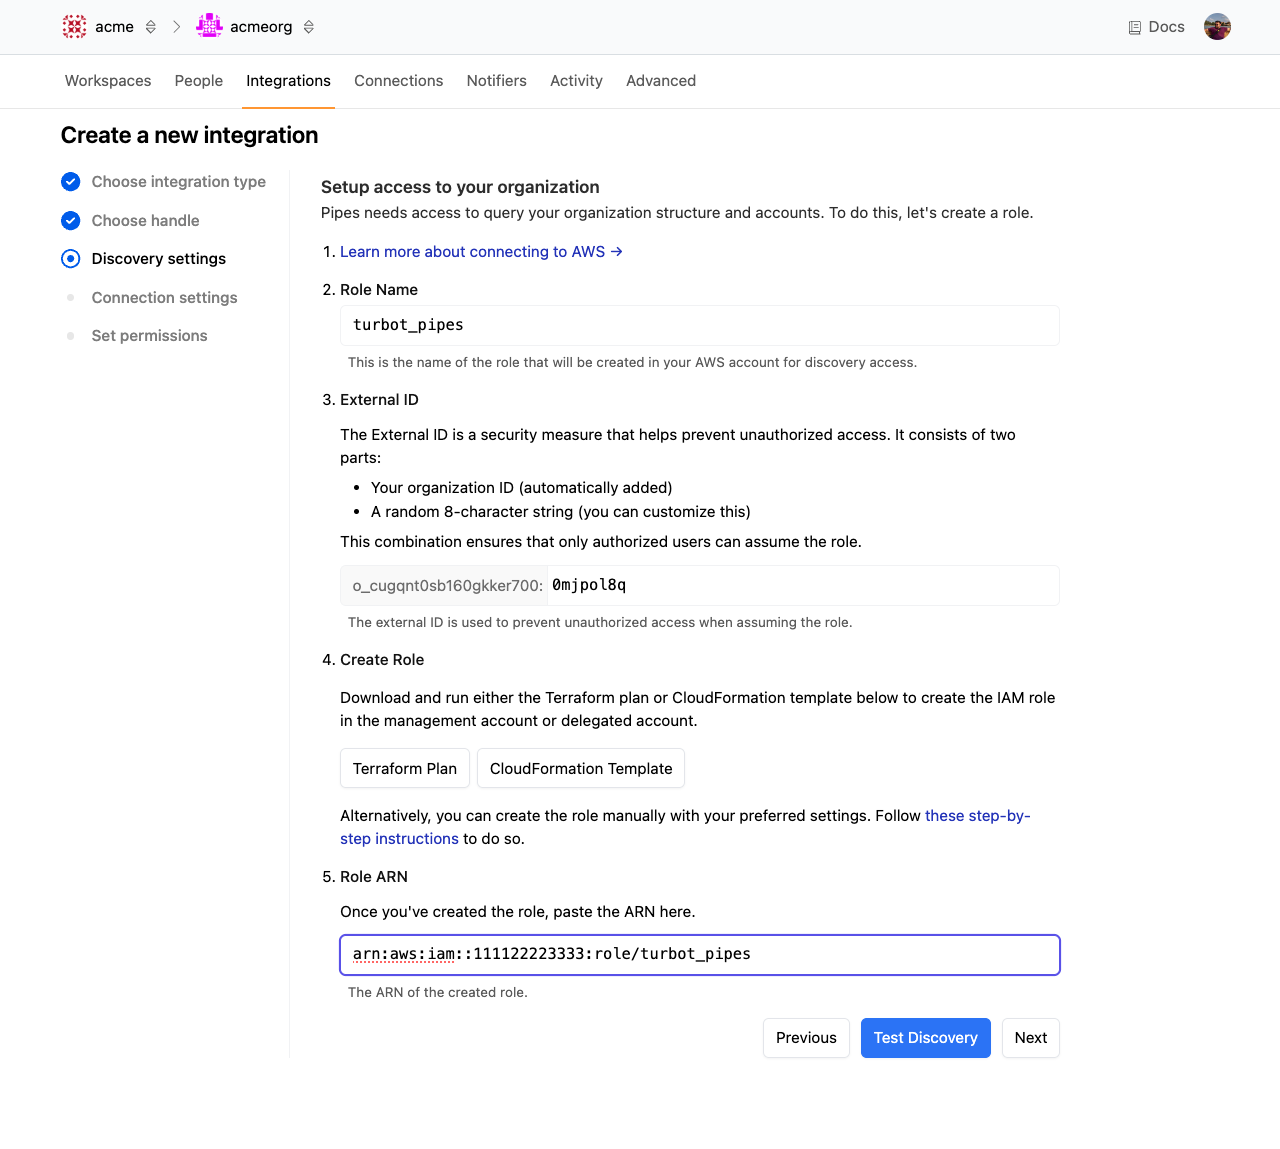 acme acmeorg Docs
Workspaces People Integrations Connections Notifiers Activity Advanced
Create a new integration
Choose integration type
Choose handle
Discovery settings
Connection settings
Set permissions
Setup access to your organization
Pipes needs access to query your organization structure and accounts. To do this, let's create a role.
1. Learn more about connecting to AWS →
2. Role Name
turbot_pipes
This is the name of the role that will be created in your AWS account for discovery access.
3. External ID
The External ID is a security measure that helps prevent unauthorized access. It consists of two
parts:
• Your organization ID (automatically added)
• A random 8-character string (you can customize this)
This combination ensures that only authorized users can assume the role.
o_cugqnt0sb160gkker700: 0mjpol8q
The external ID is used to prevent unauthorized access when assuming the role.
4. Create Role
Download and run either the Terraform plan or CloudFormation template below to create the IAM role
in the management account or delegated account.
Terraform Plan CloudFormation Template
Alternatively, you can create the role manually with your preferred settings. Follow these step-by-
step instructions to do so.
5. Role ARN
Once you've created the role, paste the ARN here.
arn:aws:iam::111122223333:role/turbot_pipes
The ARN of the created role.
Previous Test Discovery Next